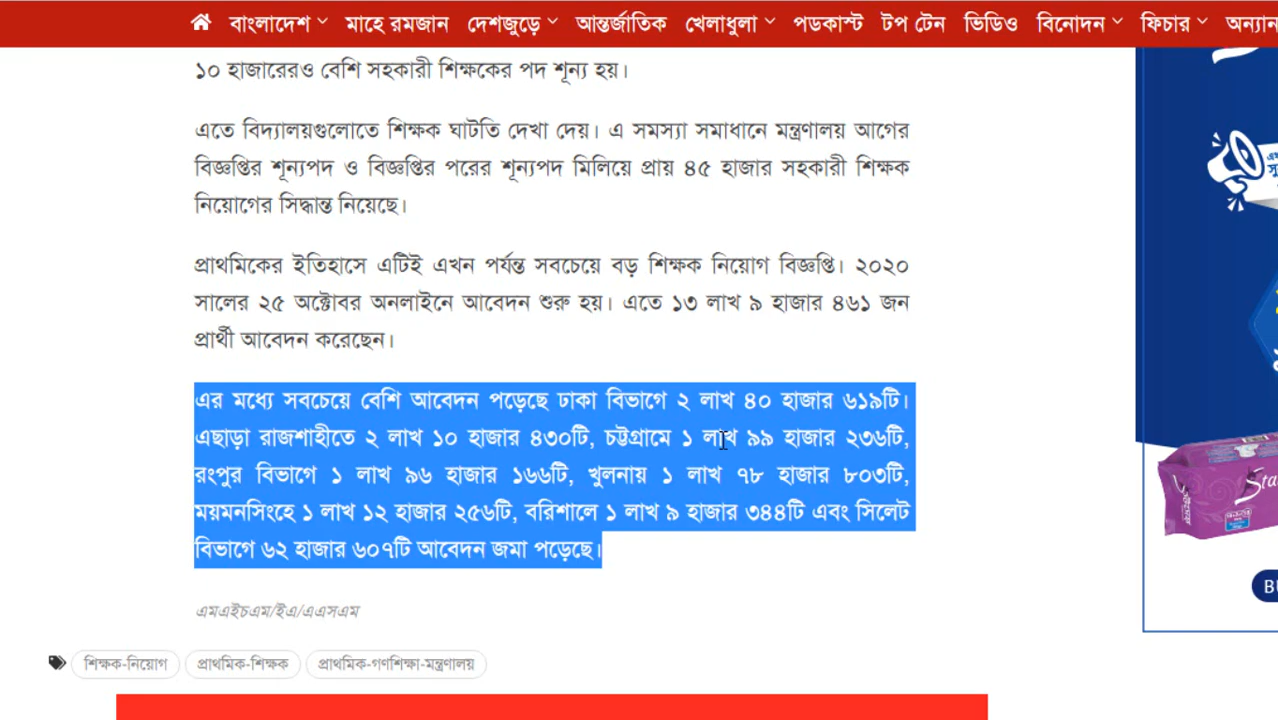 বাংলাদেশ মাহে রমজান দেশজুড়ে আন্তর্জাতিক খেলাধুলা পডকাস্ট টপ টেন ভিডিও বিনোদন ফিচার অন্যান
১০ হাজারেরও বেশি সহকারী শিক্ষকের পদ শূন্য হয়।
এতে বিদ্যালয়গুলোতে শিক্ষক ঘাটতি দেখা দেয়। এ সমস্যা সমাধানে মন্ত্রণালয় আগের
বিজ্ঞপ্তির শূন্যপদ ও বিজ্ঞপ্তির পরের শূন্যপদ মিলিয়ে প্রায় ৪৫ হাজার সহকারী শিক্ষক
নিয়োগের সিদ্ধান্ত নিয়েছে।
প্রাথমিকের ইতিহাসে এটিই এখন পর্যন্ত সবচেয়ে বড় শিক্ষক নিয়োগ বিজ্ঞপ্তি। ২০২০
সালের ২৫ অক্টোবর অনলাইনে আবেদন শুরু হয়। এতে ১৩ লাখ ৯ হাজার ৪৬১ জন
প্রার্থী আবেদন করেছেন।
এর মধ্যে সবচেয়ে বেশি আবেদন পড়েছে ঢাকা বিভাগে ২ লাখ ৪০ হাজার ৬১৯টি।
এছাড়া রাজশাহীতে ২ লাখ ১০ হাজার ৪৩০টি, চট্টগ্রামে ১ লাখ ৯৯ হাজার ২৩৬টি,
রংপুর বিভাগে ১ লাখ ৯৬ হাজার ১৬৬টি, খুলনায় ১ লাখ ৭৮ হাজার ৮০৩টি,
ময়মনসিংহে ১ লাখ ১২ হাজার ২৫৬টি, বরিশালে ১ লাখ ৯ হাজার ৩৪৪টি এবং সিলেট
বিভাগে ৬২ হাজার ৬০৭টি আবেদন জমা পড়েছে।
এমএইচএম/ইএ/এএসএম
শিক্ষক-নিয়োগ প্রাথমিক-শিক্ষক প্রাথমিক-গণশিক্ষা-মন্ত্রণালয়